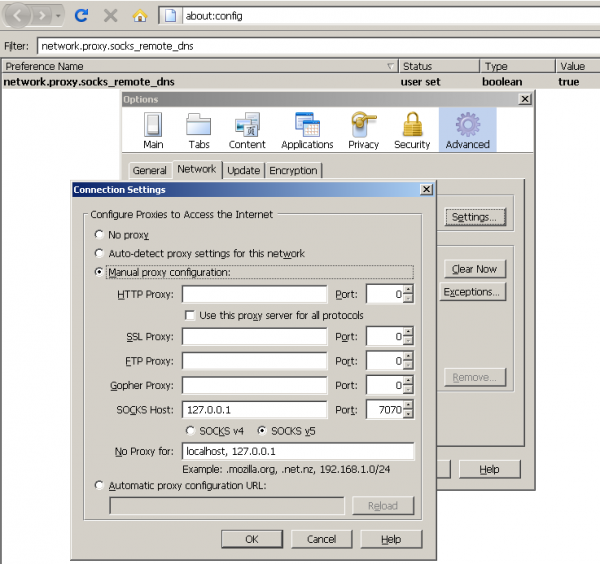 about:config
Filter: network.proxy.socks_remote_dns
Preference Name Status Type Value
network.proxy.socks_remote_dns user set boolean true
Options
Main Tabs Content Applications Privacy Security Advanced
General Network Update Encryption
Connection Settings
Configure Proxies to Access the Internet
No proxy
Settings...
Auto-detect proxy settings for this network
Manual proxy configuration:
Clear Now
HTTP Proxy: Port: 0
Exceptions...
Use this proxy server for all protocols
SSL Proxy: Port: 0
FTP Proxy: Port: 0
Gopher Proxy: Port: 0
Remove...
SOCKS Host: 127.0.0.1 Port: 7070
SOCKS v4 SOCKS v5
No Proxy for: localhost, 127.0.0.1
Example: .mozilla.org, .net.nz, 192.168.1.0/24
Help
Automatic proxy configuration URL:
Reload
OK Cancel Help